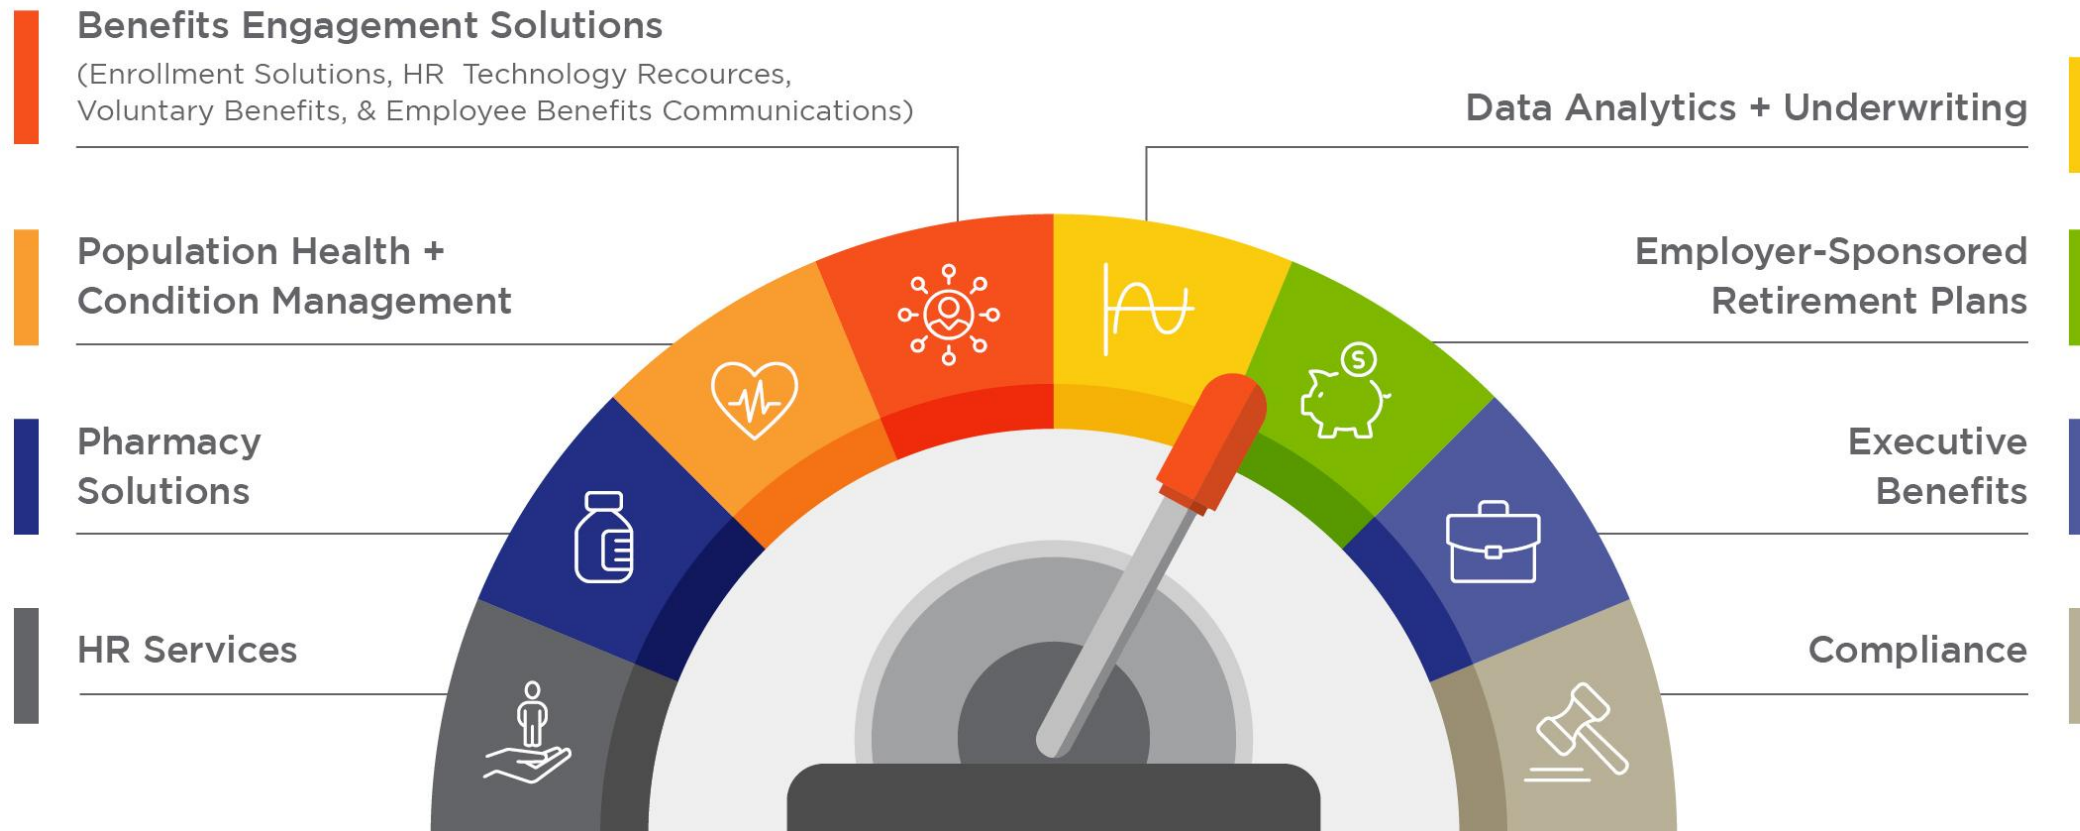 Benefits Engagement Solutions
(Enrollment Solutions, HR Technology Recources,
Voluntary Benefits, & Employee Benefits Communications)
Population Health +
Condition Management
Pharmacy
Solutions
HR Services
Data Analytics + Underwriting
Employer-Sponsored
Retirement Plans
Executive
Benefits
Compliance
S